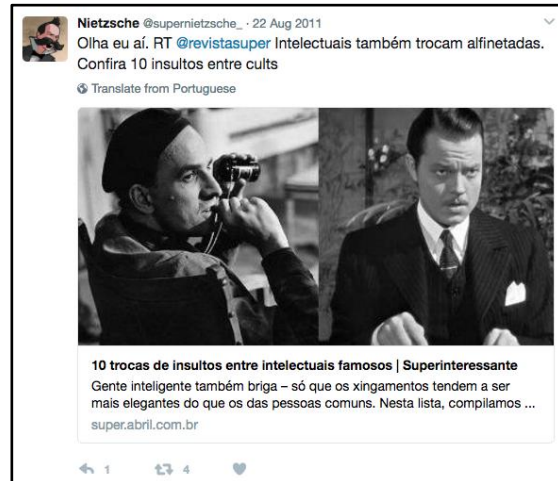 Nietzsche @supernietzsche_ · 22 Aug 2011
Olha eu aí. RT @revistasuper Intelectuais também trocam alfinetadas.
Confira 10 insultos entre cults
Translate from Portuguese
10 trocas de insultos entre intelectuais famosos | Superinteressante
Gente inteligente também briga – só que os xingamentos tendem a ser
mais elegantes do que os das pessoas comuns. Nesta lista, compilamos ...
super.abril.com.br
1 4